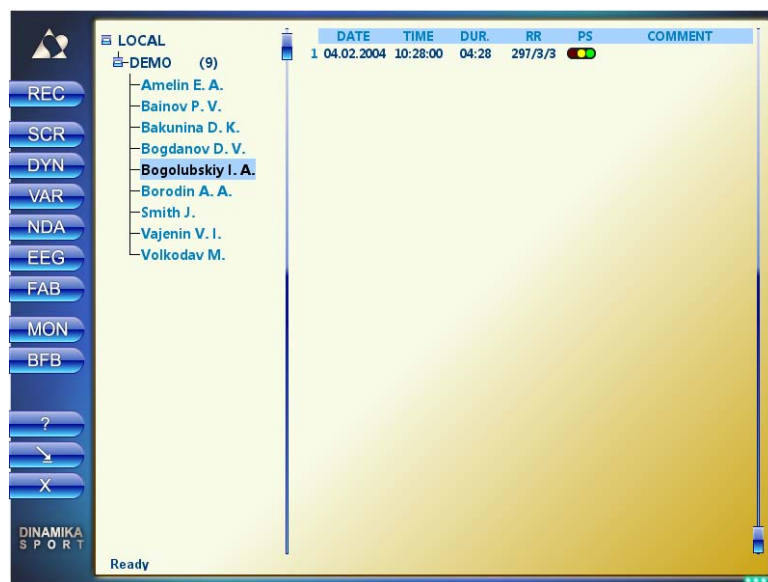 REC
SCR
DYN
VAR
NDA
EEG
FAB
MON
BFB
?
X
DINAMIKA
SPORT
LOCAL
DEMO (9)
Amelin E. A.
Bainov P. V.
Bakunina D. K.
Bogdanov D. V.
Bogolubskiy I. A.
Borodin A. A.
Smith J.
Vajenin V. I.
Volkodav M.
DATE TIME DUR. RR PS COMMENT
1 04.02.2004 10:28:00 04:28 297/3/3
Ready